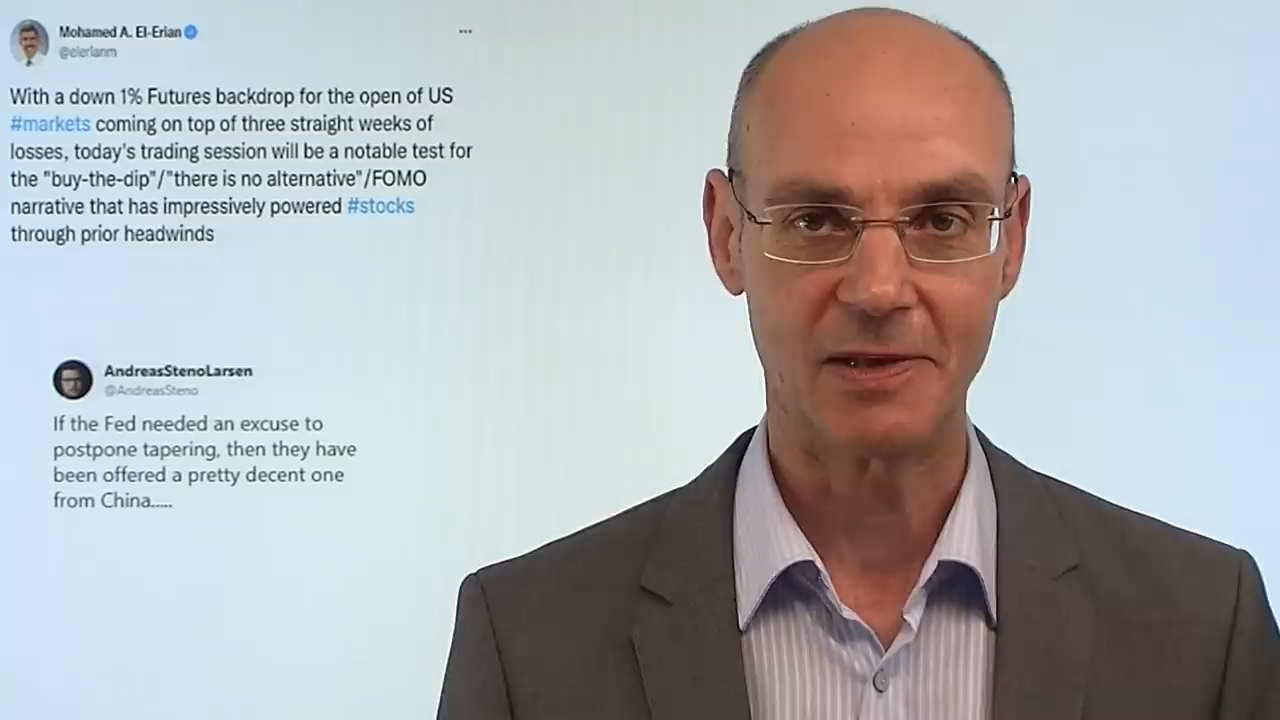 Mohamed A. El-Erian
@elerianm
With a down 1% Futures backdrop for the open of US
#markets coming on top of three straight weeks of
losses, today's trading session will be a notable test for
the "buy-the-dip"/"there is no alternative"/FOMO
narrative that has impressively powered #stocks
through prior headwinds
AndreasStenoLarsen
@AndreasSteno
If the Fed needed an excuse to
postpone tapering, then they have
been offered a pretty decent one
from China.....